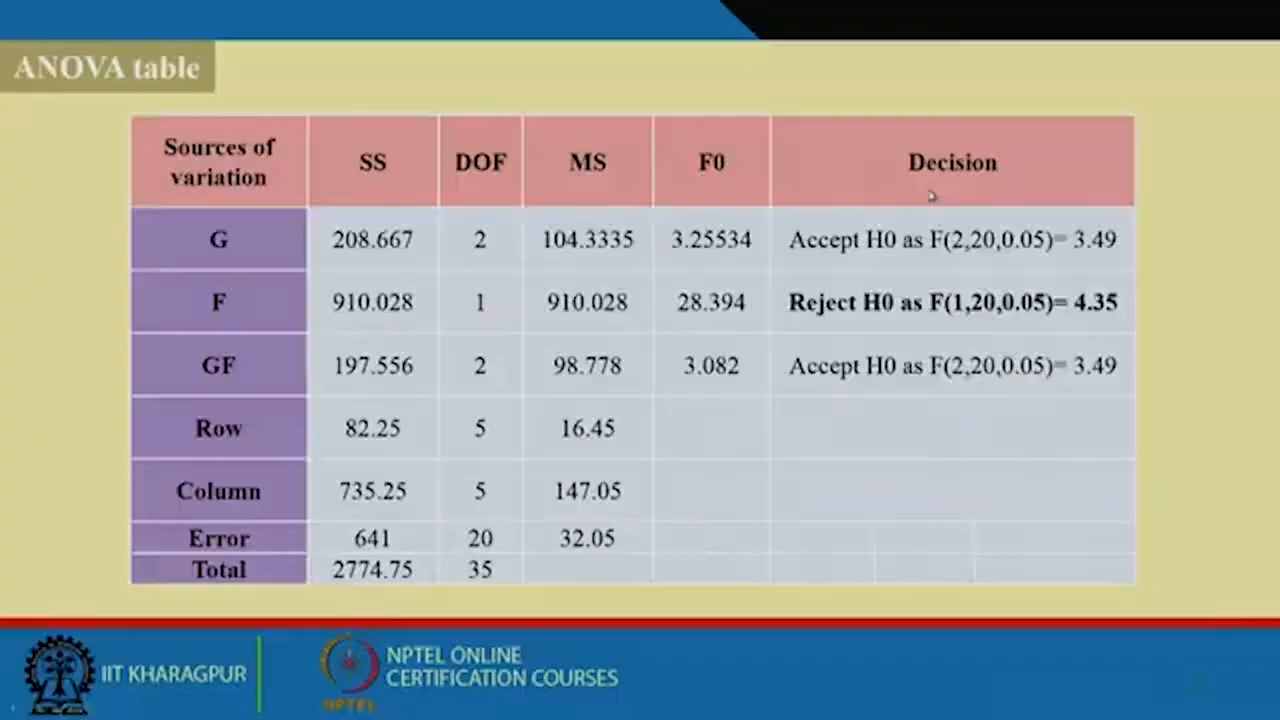 ANOVA table
Sources of variation SS DOF MS F0 Decision
G 208.667 2 104.3335 3.25534 Accept H0 as F(2,20,0.05)= 3.49
F 910.028 1 910.028 28.394 Reject H0 as F(1,20,0.05)= 4.35
GF 197.556 2 98.778 3.082 Accept H0 as F(2,20,0.05)= 3.49
Row 82.25 5 16.45
Column 735.25 5 147.05
Error 641 20 32.05
Total 2774.75 35
IIT KHARAGPUR
NPTEL ONLINE
CERTIFICATION COURSES
NPTEL